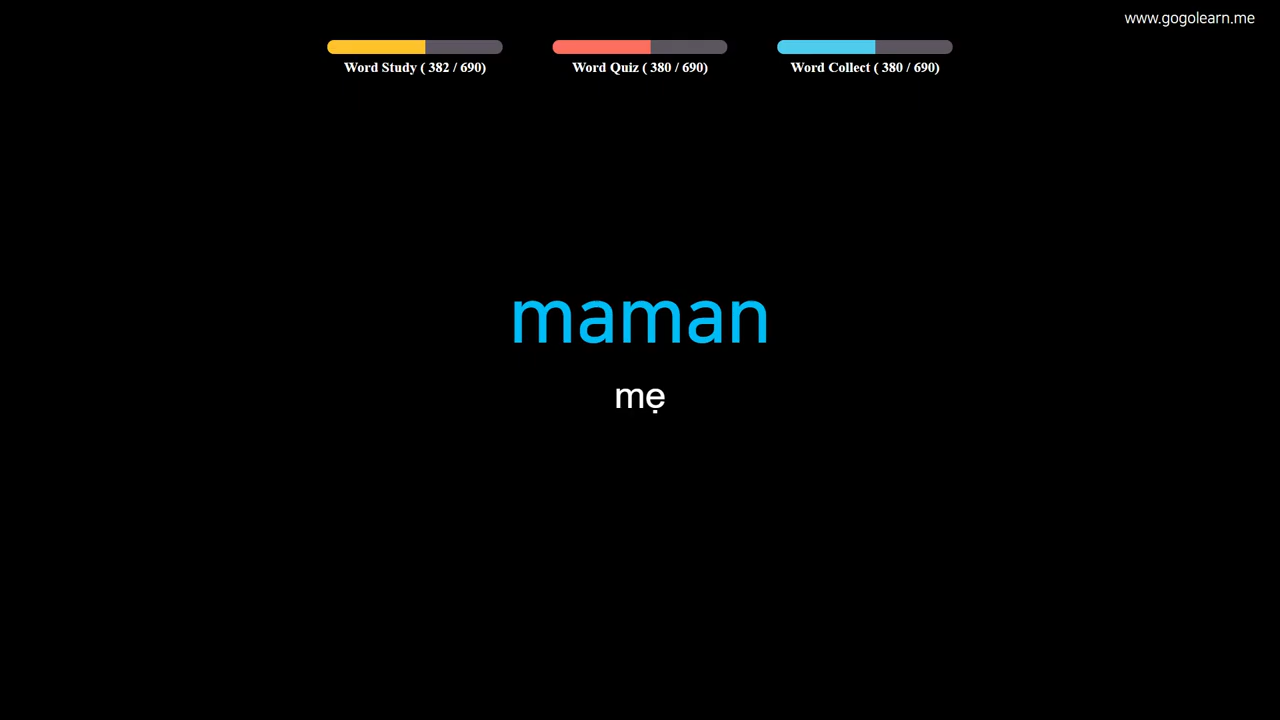 www.gogolearn.me
Word Study ( 382 / 690)
Word Quiz ( 380 / 690)
Word Collect ( 380 / 690)
maman
mẹ